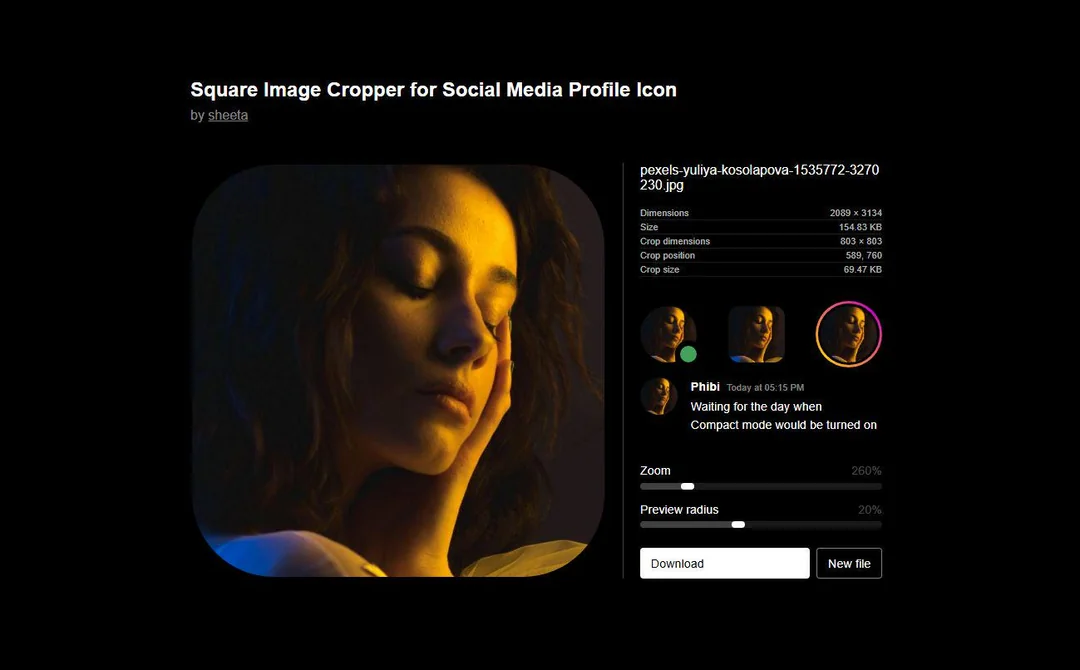 Square Image Cropper for Social Media Profile Icon
by sheeta
pexels-yuliya-kosolapova-1535772-3270
230.jpg
Dimensions 2089 × 3134
Size 154.83 KB
Crop dimensions 803 × 803
Crop position 589, 760
Crop size 69.47 KB
Phibi Today at 05:15 PM
Waiting for the day when
Compact mode would be turned on
Zoom 260%
Preview radius 20%
Download New file